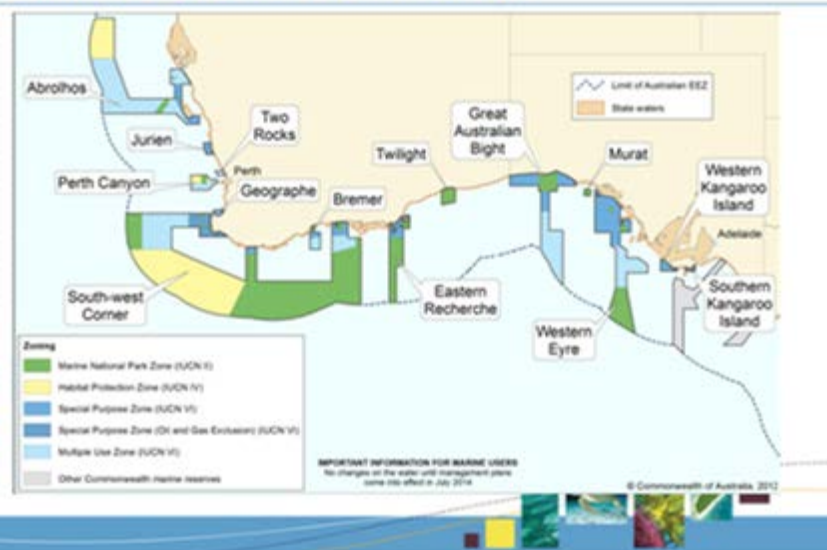 Abrolhos
Jurien
Two
Rocks
Perth
Perth Canyon
Geographe
Bremer
Twilight
Great
Australian
Bight
Murat
Limit of Australian EEZ
State waters
Western
Kangaroo
Island
Adelaide
Southern
Kangaroo
Island
South-west
Corner
Eastern
Recherche
Western
Eyre
Zoning
Marine National Park Zone (IUCN II)
Habitat Protection Zone (IUCN IV)
Special Purpose Zone (IUCN VI)
Special Purpose Zone (Oil and Gas Exclusion) (IUCN VI)
Multiple Use Zone (IUCN VI)
Other Commonwealth marine reserves
IMPORTANT INFORMATION FOR MARINE USERS
No changes on the water until management plans
come into effect in July 2014
© Commonwealth of Australia, 2012